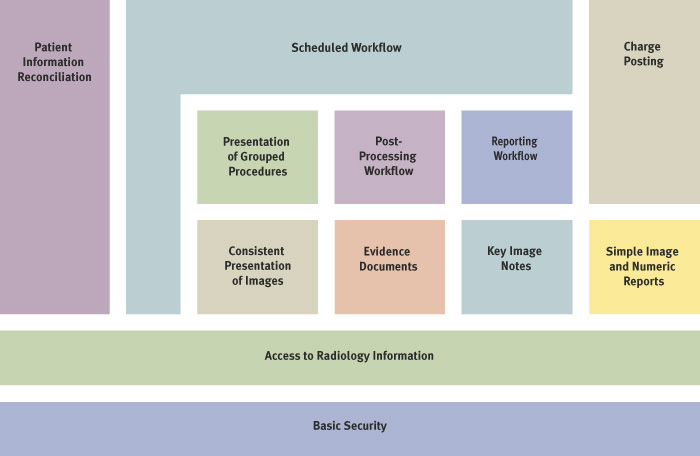 Patient
Information
Reconciliation
Scheduled Workflow
Charge
Posting
Presentation
of Grouped
Procedures
Post-
Processing
Workflow
Reporting
Workflow
Consistent
Presentation
of Images
Evidence
Documents
Key Image
Notes
Simple Image
and Numeric
Reports
Access to Radiology Information
Basic Security